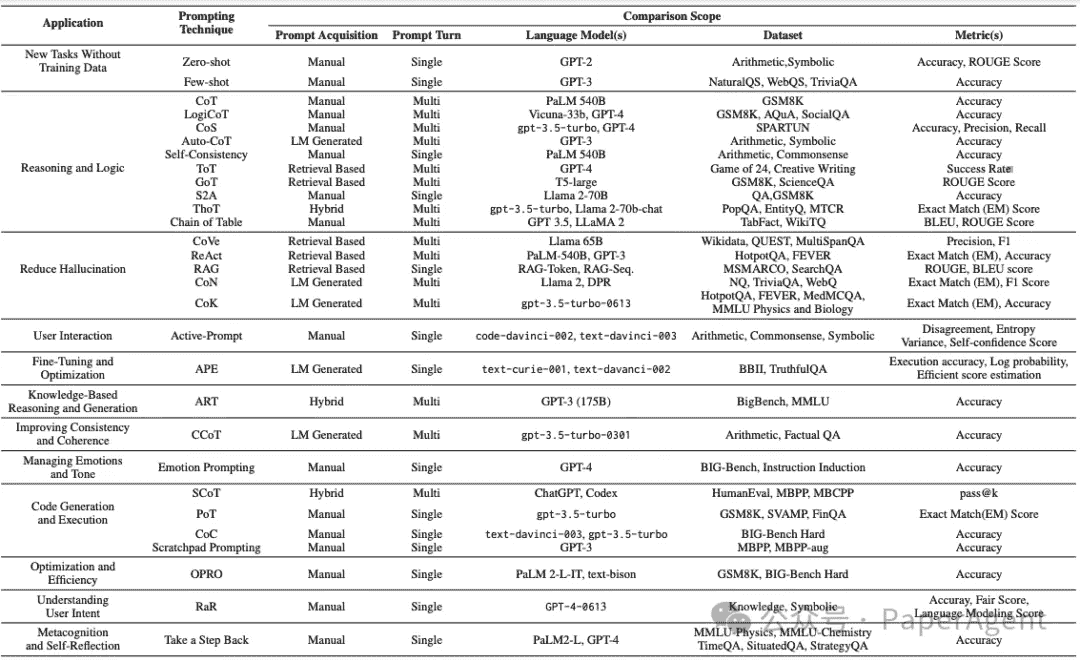 Application Prompting Technique Comparison Scope
Prompt Acquisition Prompt Turn Language Model(s) Dataset Metric(s)
New Tasks Without Training Data
Zero-shot Manual Single GPT-2 Arithmetic,Symbolic Accuracy, ROUGE Score
Few-shot Manual Single GPT-3 NaturalQS, WebQS, TriviaQA Accuracy
CoT Manual Multi PaLM 540B GSM8K Accuracy
LogiCoT Manual Multi Vicuna-33b, GPT-4 GSM8K, AQuA, SocialQA Accuracy
CoS Manual Multi gpt-3.5-turbo, GPT-4 SPARTUN Accuracy, Precision, Recall
Auto-CoT LM Generated Multi GPT-3 Arithmetic, Symbolic Accuracy
Self-Consistency Manual Single PaLM 540B Arithmetic, Commonsense Accuracy
Reasoning and Logic ToT Retrieval Based Multi GPT-4 Game of 24, Creative Writing Success Rate
GoT Retrieval Based Multi T5-large GSM8K, ScienceQA ROUGE Score
S2A Manual Single Llama 2-70B QA,GSM8K Accuracy
ThoT Hybrid Multi gpt-3.5-turbo, Llama 2-70b-chat PopQA, EntityQ, MTCR Exact Match (EM) Score
Chain of Table Manual Multi GPT 3.5, LLaMA 2 TabFact, WikiTQ BLEU, ROUGE Score
CoVe Retrieval Based Multi Llama 65B Wikidata, QUEST, MultiSpanQA Precision, F1
Reduce Hallucination ReAct Retrieval Based Multi PaLM-540B, GPT-3 HotpotQA, FEVER Exact Match (EM), Accuracy
RAG Retrieval Based Single RAG-Token, RAG-Seq. MSMARCO, SearchQA ROUGE, BLEU score
CoN LM Generated Multi Llama 2, DPR NQ, TriviaQA, WebQ Exact Match (EM), F1 Score
CoK LM Generated Multi gpt-3.5-turbo-0613 HotpotQA, FEVER, MedMCQA,
MMLU Physics and Biology Exact Match (EM), Accuracy
User Interaction Active-Prompt Manual Single code-davinci-002, text-davinci-003 Arithmetic, Commonsense, Symbolic Disagreement, Entropy
Variance, Self-confidence Score
Fine-Tuning and
Optimization APE LM Generated Single text-curie-001, text-davanci-002 BBII, TruthfulQA Execution accuracy, Log probability,
Efficient score estimation
Knowledge-Based
Reasoning and Generation ART Hybrid Multi GPT-3 (175B) BigBench, MMLU Accuracy
Improving Consistency
and Coherence CCoT LM Generated Multi gpt-3.5-turbo-0301 Arithmetic, Factual QA Accuracy
Managing Emotions
and Tone Emotion Prompting Manual Single GPT-4 BIG-Bench, Instruction Induction Accuracy
Code Generation
and Execution SCoT Hybrid Multi ChatGPT, Codex HumanEval, MBPP, MBCPP pass@k
PoT Manual Single gpt-3.5-turbo GSM8K, SVAMP, FinQA Exact Match(EM) Score
CoC Manual Single text-davinci-003, gpt-3.5-turbo BIG-Bench Hard Accuracy
Scratchpad Prompting Manual Single GPT-3 MBPP, MBPP-aug Accuracy
Optimization and
Efficiency OPRO Manual Single PaLM 2-L-IT, text-bison GSM8K, BIG-Bench Hard Accuracy
Understanding
User Intent RaR Manual Single GPT-4-0613 Knowledge, Symbolic Accuray, Fair Score,
Language Modeling Score
公众号 · PaperAgent
Metacognition
and Self-Reflection Take a Step Back Manual Single PaLM2-L, GPT-4 MMLU-Physics, MMLU-Chemistry
TimeQA, SituatedQA, StrategyQA Accuracy